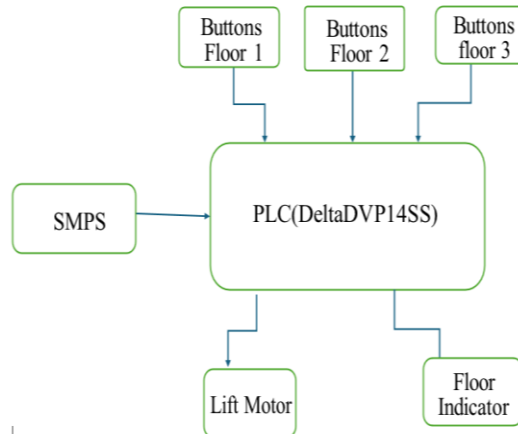 Buttons
Floor 1
Buttons
Floor 2
Buttons
floor 3
SMPS
PLC(DeltaDVP14SS)
Lift Motor
Floor
Indicator